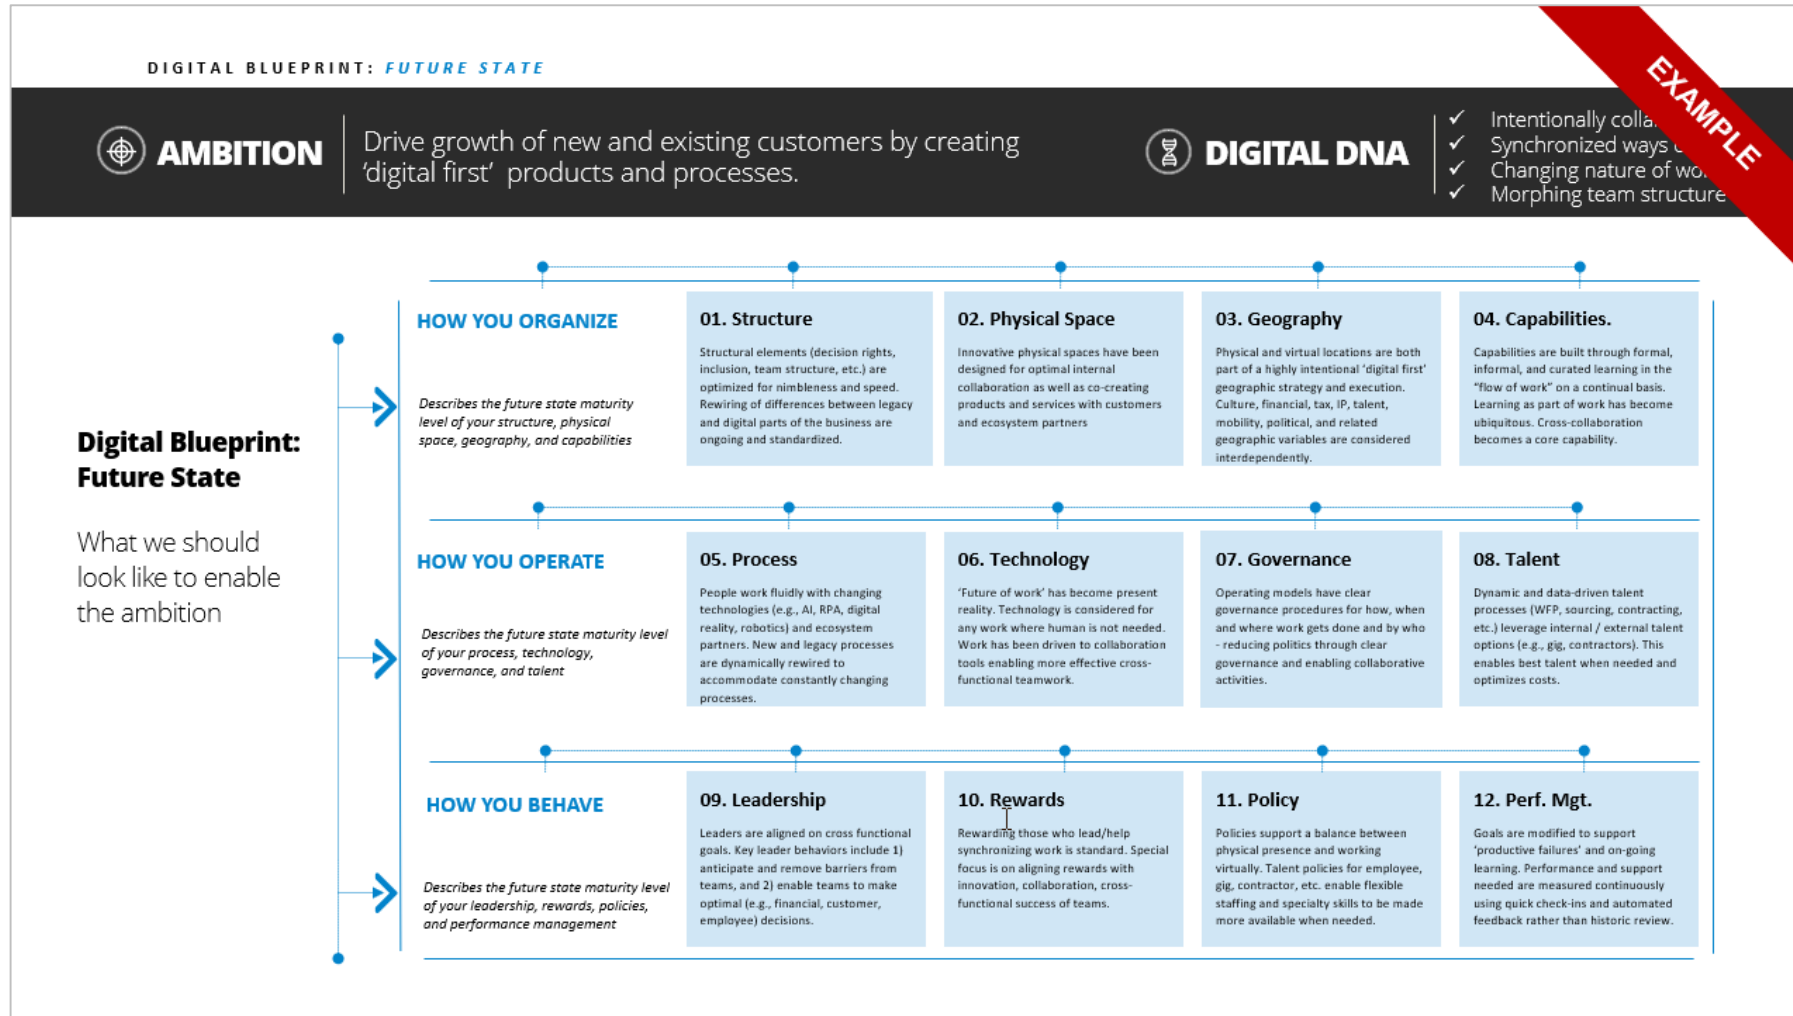 DIGITAL BLUEPRINT: FUTURE STATE
EXAMPLE
AMBITION
Drive growth of new and existing customers by creating
‘digital first’ products and processes.
DIGITAL DNA
✓ Intentionally
✓ Synchronized ways
✓ Changing nature of
✓ Morphing team structure
Digital Blueprint:
Future State
What we should
look like to enable
the ambition
HOW YOU ORGANIZE
Describes the future state maturity
level of your structure, physical
space, geography, and capabilities
01. Structure
Structural elements (decision rights,
inclusion, team structure, etc.) are
optimized for nimbleness and speed.
Rewiring of differences between legacy
and digital parts of the business are
ongoing and standardized.
02. Physical Space
Innovative physical spaces have been
designed for optimal internal
collaboration as well as co-creating
products and services with customers
and ecosystem partners
03. Geography
Physical and virtual locations are both
part of a highly intentional ‘digital first’
geographic strategy and execution.
Culture, financial, tax, IP, talent,
mobility, political, and related
geographic variables are considered
interdependently.
04. Capabilities.
Capabilities are built through formal,
informal, and curated learning in the
“flow of work” on a continual basis.
Learning as part of work has become
ubiquitous. Cross-collaboration
becomes a core capability.
HOW YOU OPERATE
Describes the future state maturity level
of your process, technology,
governance, and talent
05. Process
People work fluidly with changing
technologies (e.g., AI, RPA, digital
reality, robotics) and ecosystem
partners. New and legacy processes
are dynamically rewired to
accommodate constantly changing
processes.
06. Technology
‘Future of work’ has become present
reality. Technology is considered for
any work where human is not needed.
Work has been driven to collaboration
tools enabling more effective cross-
functional teamwork.
07. Governance
Operating models have clear
governance procedures for how, when
and where work gets done and by who
- reducing politics through clear
governance and enabling collaborative
activities.
08. Talent
Dynamic and data-driven talent
processes (WFP, sourcing, contracting,
etc.) leverage internal / external talent
options (e.g., gig, contractors). This
enables best talent when needed and
optimizes costs.
HOW YOU BEHAVE
Describes the future state maturity level
of your leadership, rewards, policies,
and performance management
09. Leadership
Leaders are aligned on cross functional
goals. Key leader behaviors include 1)
anticipate and remove barriers from
teams, and 2) enable teams to make
optimal (e.g., financial, customer,
employee) decisions.
10. Rewards
Rewarding those who lead/help
synchronizing work is standard. Special
focus is on aligning rewards with
innovation, collaboration, cross-
functional success of teams.
11. Policy
Policies support a balance between
physical presence and working
virtually. Talent policies for employee,
gig, contractor, etc. enable flexible
staffing and specialty skills to be made
more available when needed.
12. Perf. Mgt.
Goals are modified to support
‘productive failures’ and on-going
learning. Performance and support
needed are measured continuously
using quick check-ins and automated
feedback rather than historic review.